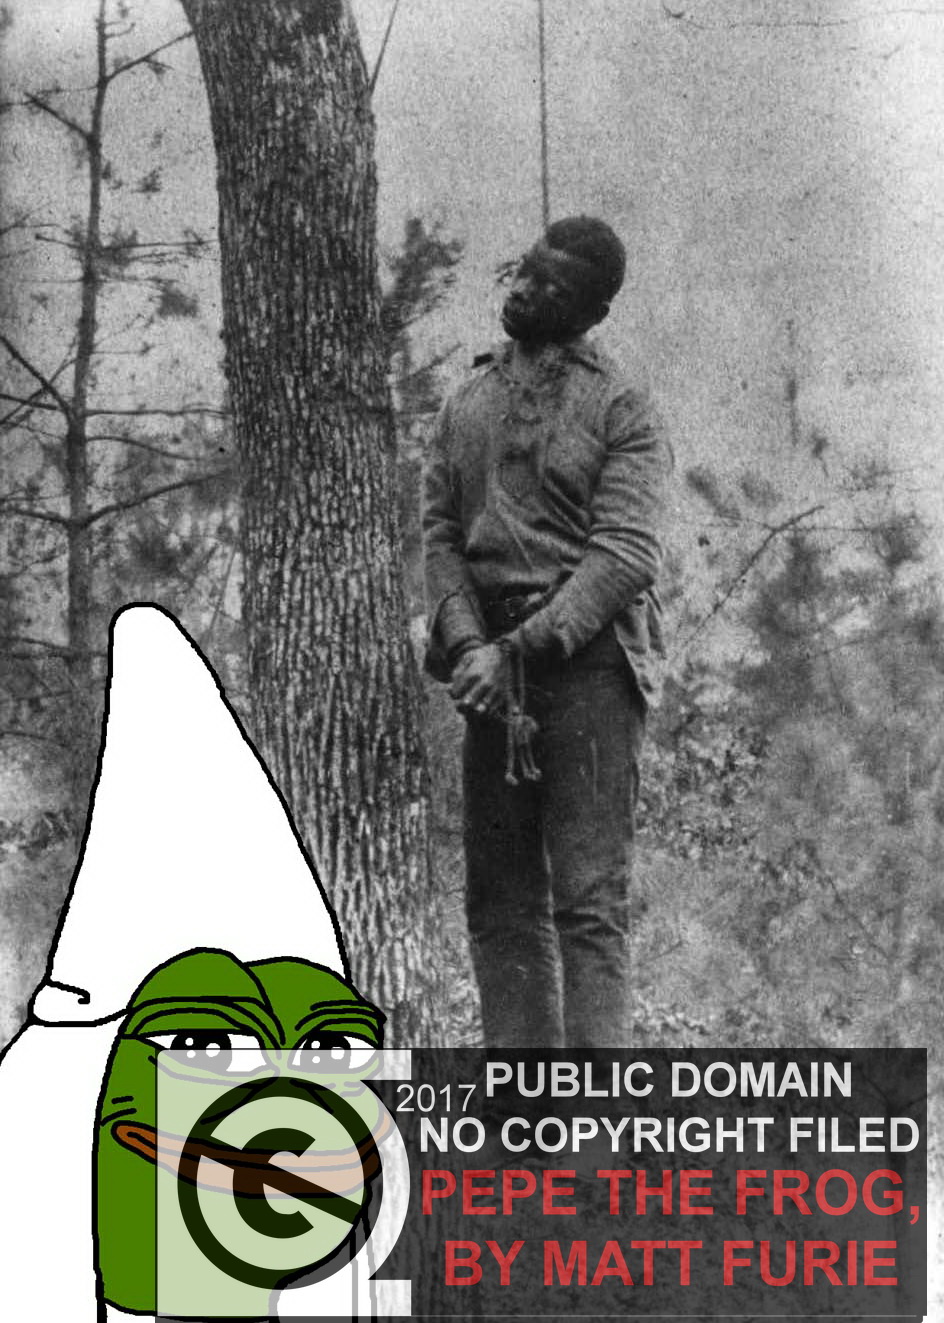 2017 PUBLIC DOMAIN
NO COPYRIGHT FILED
PEPE THE FROG,
BY MATT FURIE